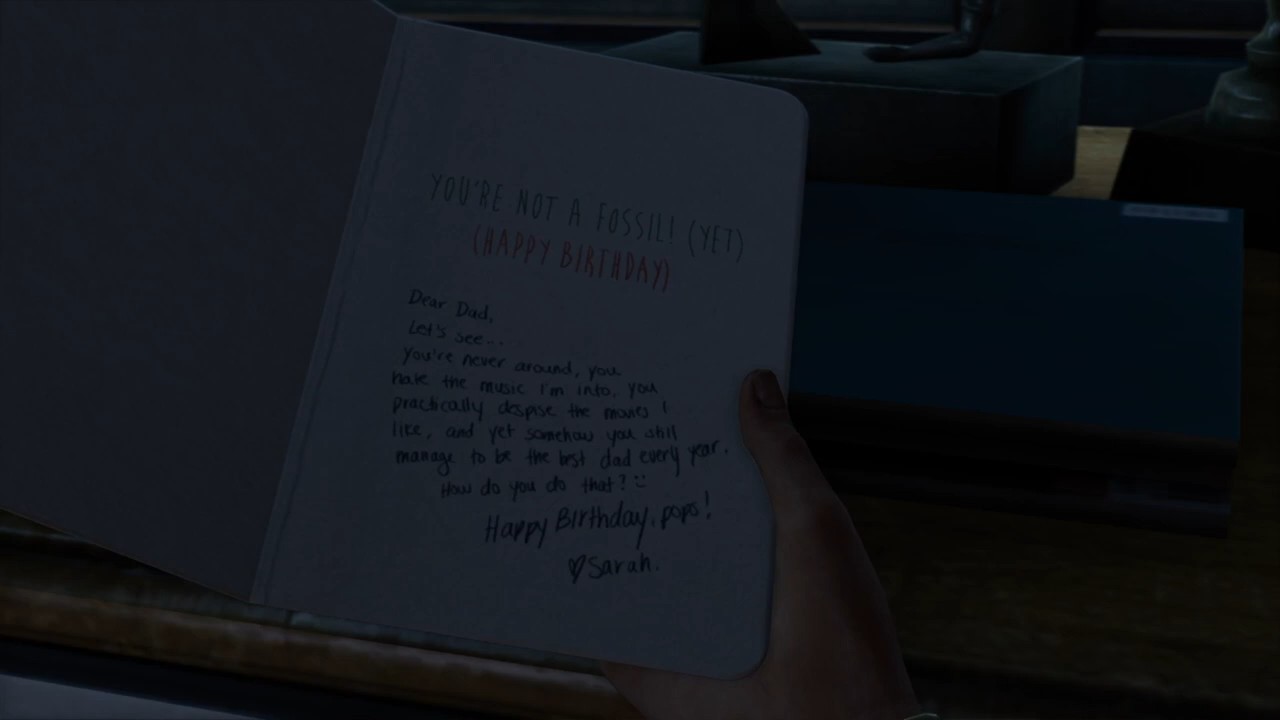 YOU'RE NOT A FOSSIL! (YET)
(HAPPY BIRTHDAY)
Dear Dad,
Let's see...
You're never around, you
hate the music I'm into, you
practically despise the movies I
like, and yet somehow you still
manage to be the best dad every year.
How do you do that? :)
Happy Birthday, pops!
♡Sarah.